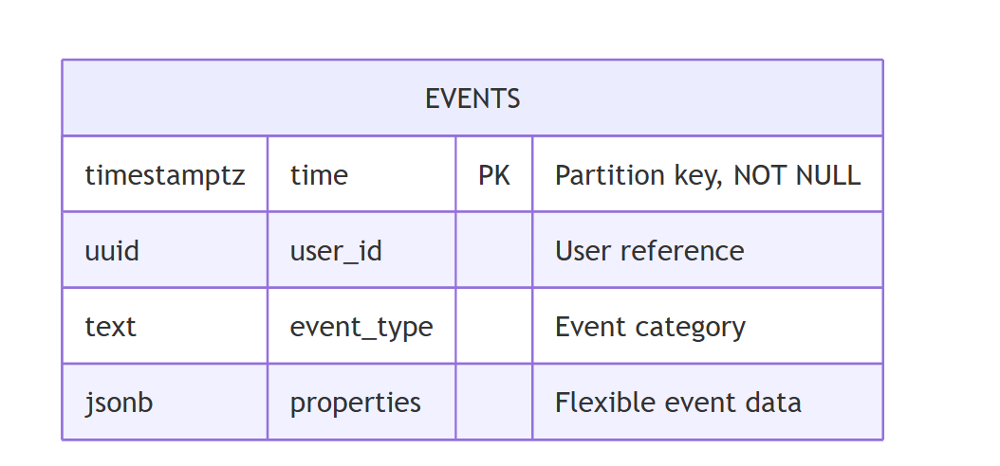 EVENTS
timestamptz time PK Partition key, NOT NULL
uuid user_id User reference
text event_type Event category
jsonb properties Flexible event data